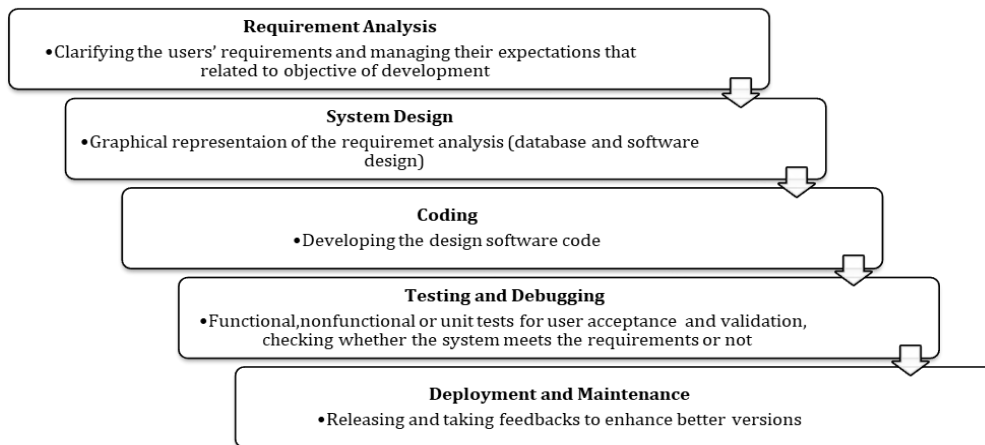 Requirement Analysis
•Clarifying the users’ requirements and managing their expectations that
related to objective of development
System Design
•Graphical representaion of the requiremet analysis (database and software
design)
Coding
•Developing the design software code
Testing and Debugging
•Functional,nonfunctional or unit tests for user acceptance and validation,
checking whether the system meets the requirements or not
Deployment and Maintenance
•Releasing and taking feedbacks to enhance better versions